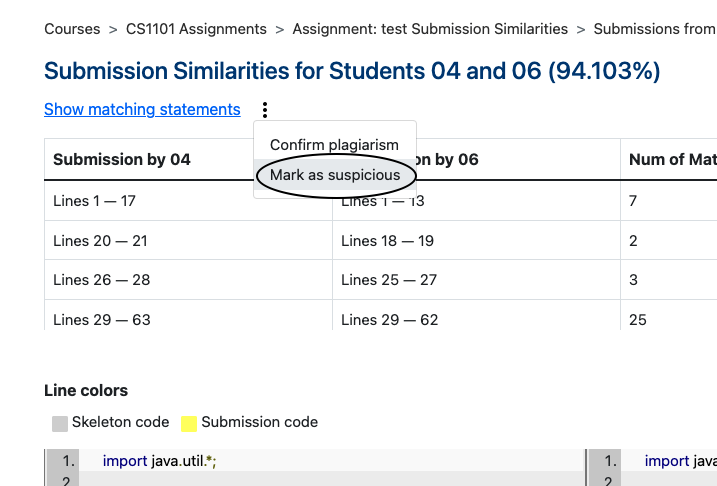 Courses > CS1101 Assignments > Assignment: test Submission Similarities > Submissions from
Submission Similarities for Students 04 and 06 (94.103%)
Show matching statements
Confirm plagiarism
Mark as suspicious
Submission by 04 on by 06 Num of Mat
Lines 1 — 17 Lines 1 — 13 7
Lines 20 — 21 Lines 18 — 19 2
Lines 26 — 28 Lines 25 — 27 3
Lines 29 — 63 Lines 29 — 62 25
Line colors
Skeleton code Submission code
1. import java.util.*; 1. import java
2. 2.